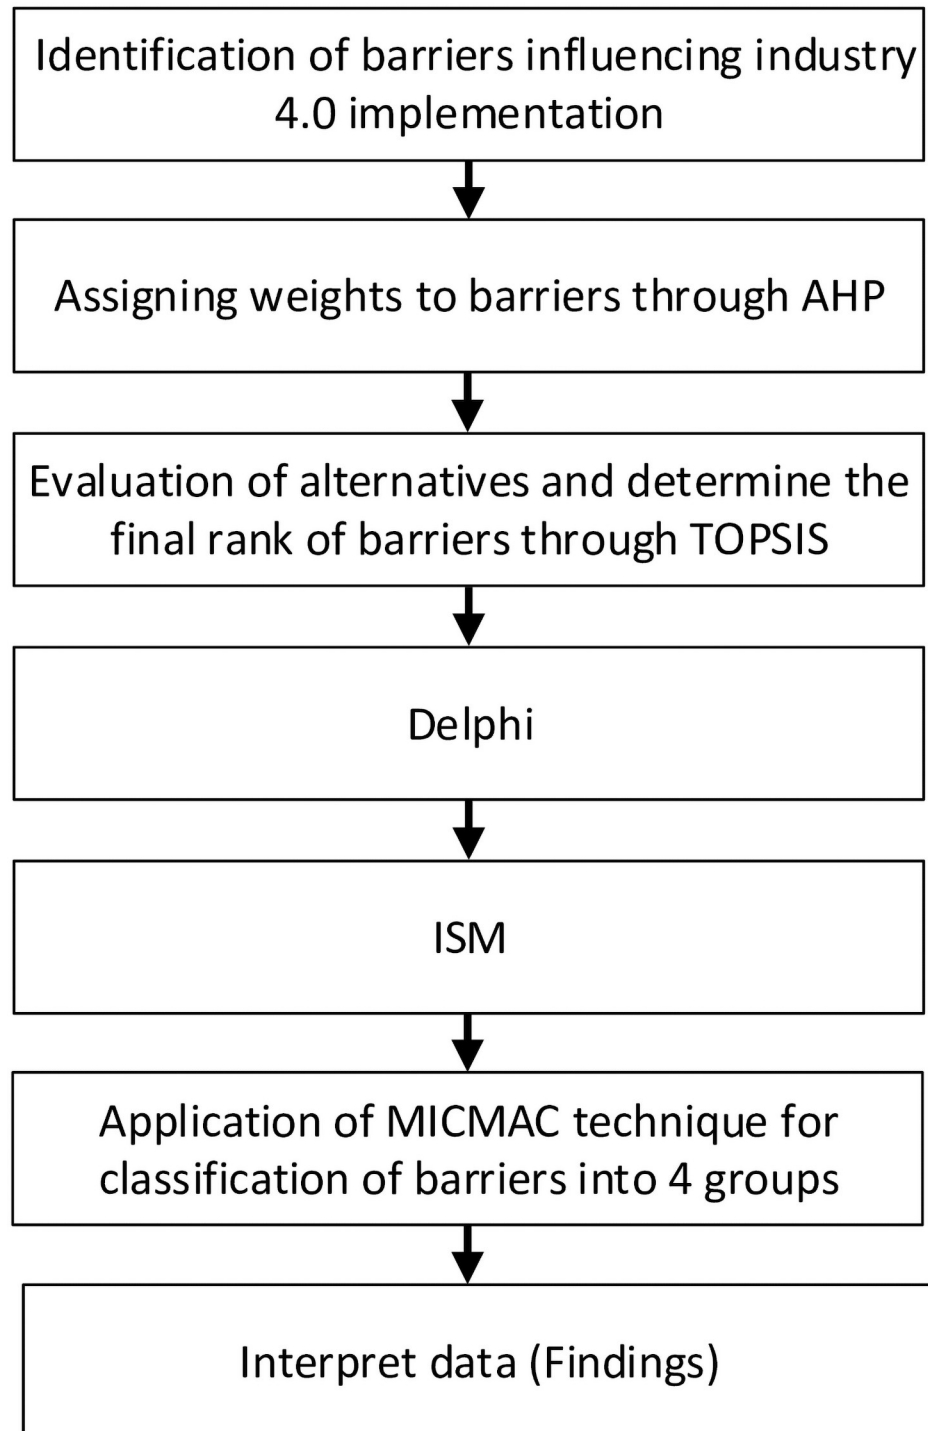 Identification of barriers influencing industry
4.0 implementation
Assigning weights to barriers through AHP
Evaluation of alternatives and determine the
final rank of barriers through TOPSIS
Delphi
ISM
Application of MICMAC technique for
classification of barriers into 4 groups
Interpret data (Findings)